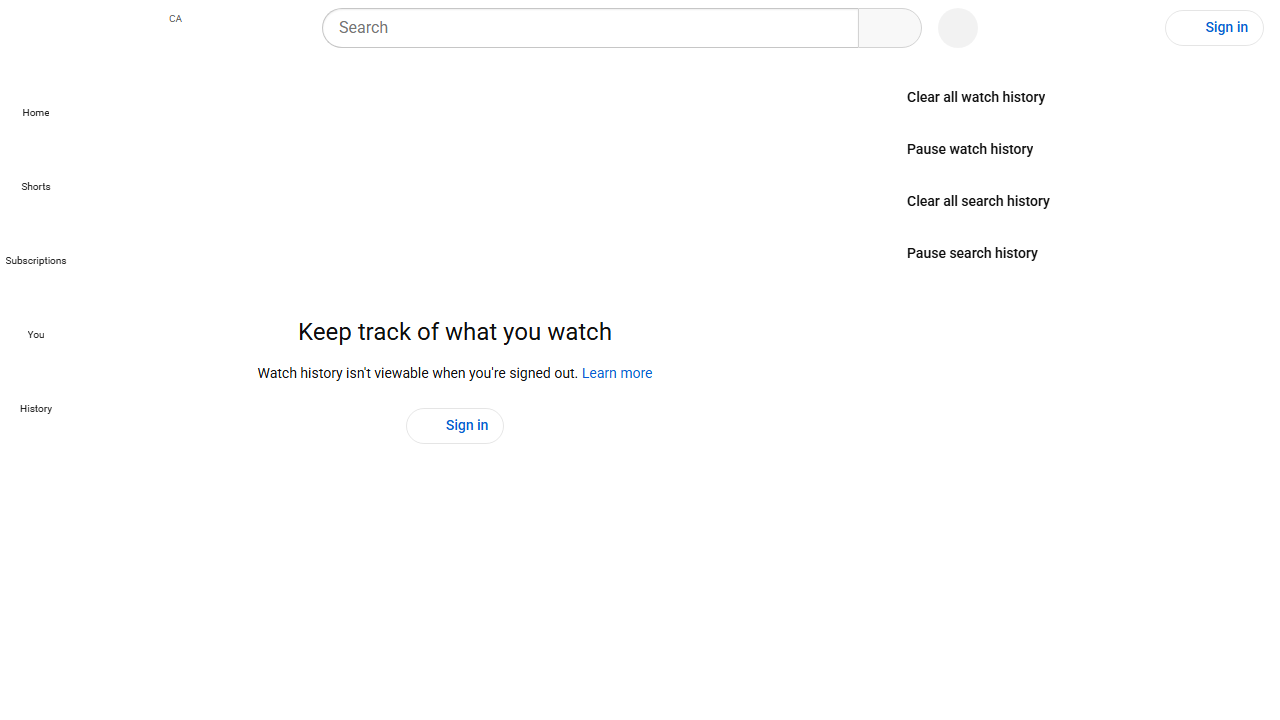 CA
Search
Sign in
Home
Shorts
Subscriptions
You
History
Clear all watch history
Pause watch history
Clear all search history
Pause search history
Keep track of what you watch
Watch history isn't viewable when you're signed out. Learn more
Sign in